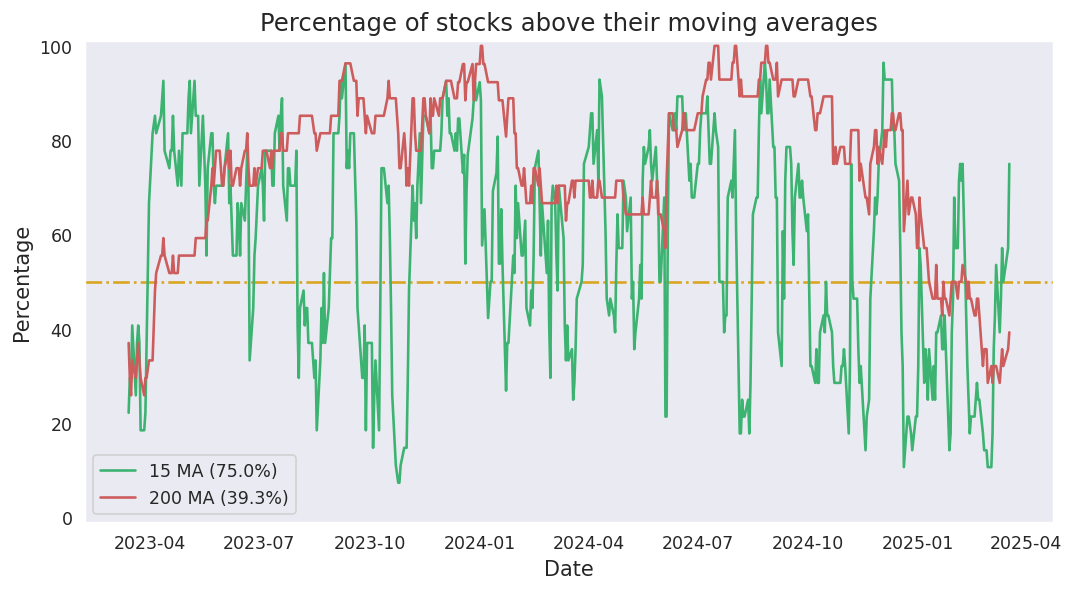 Percentage of stocks above their moving averages
Percentage
100
80
60
40
20
0
15 MA (75.0%)
200 MA (39.3%)
2023-04 2023-07 2023-10 2024-01 2024-04 2024-07 2024-10 2025-01 2025-04
Date